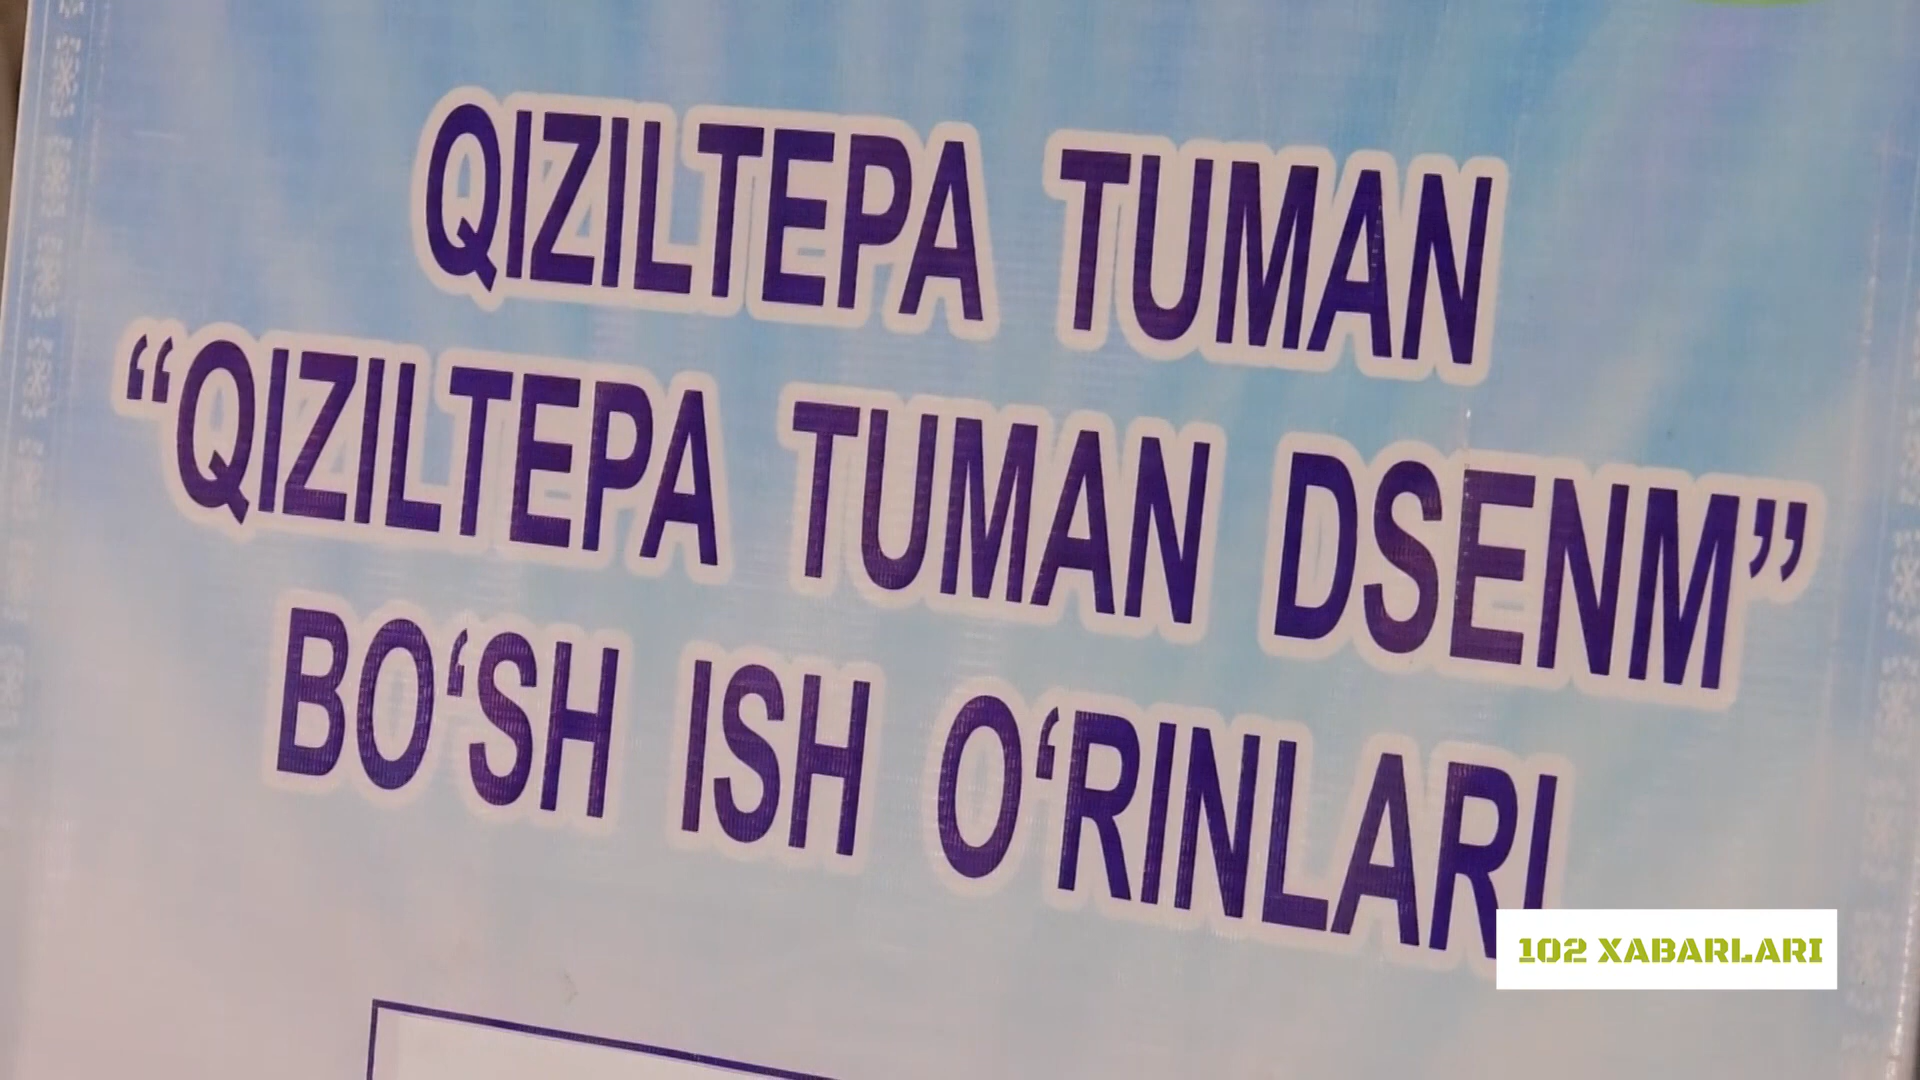 QIZILTEPA TUMAN
“QIZILTEPA TUMAN DSENM”
BO‘SH ISH O‘RINLARI
102 XABARLARI